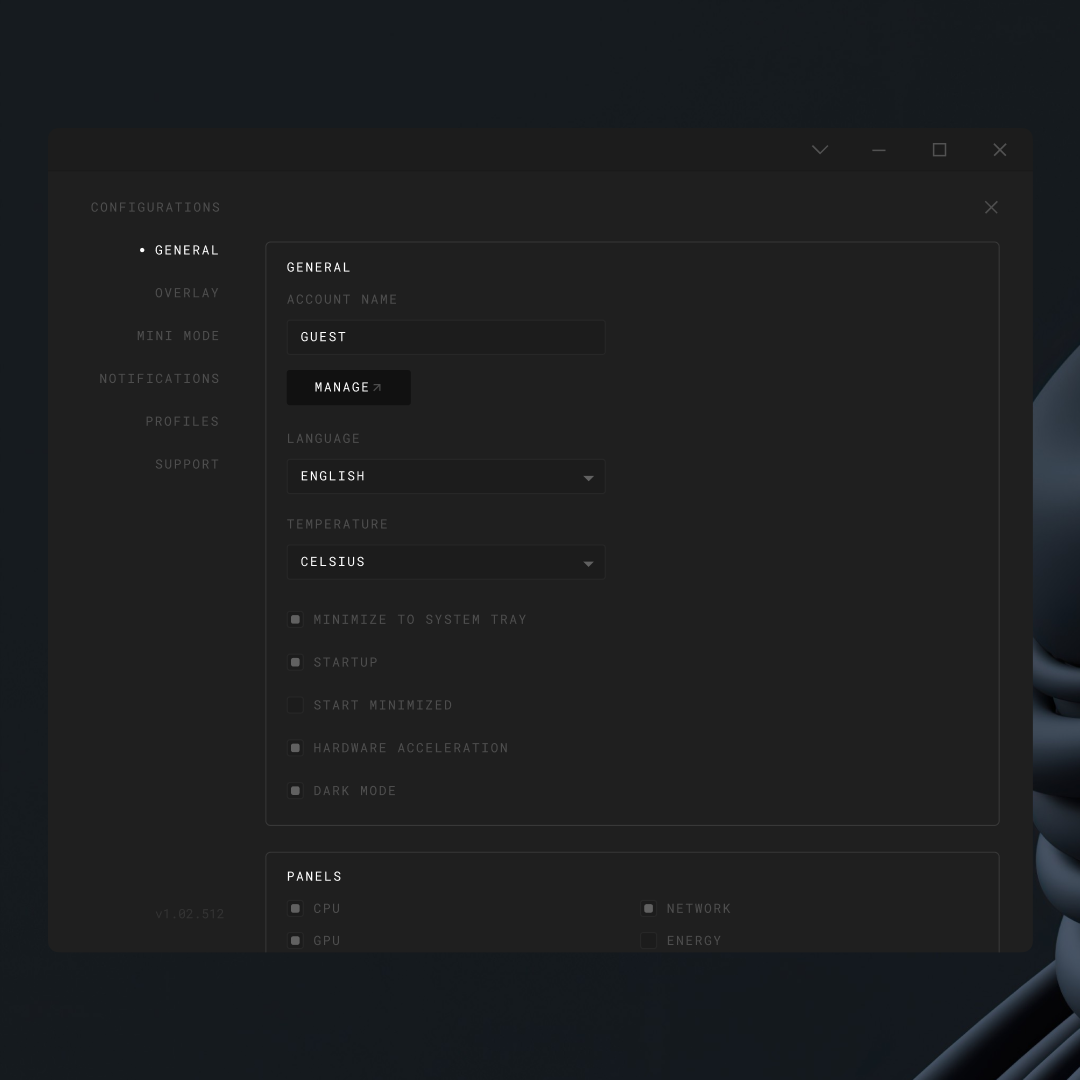 CONFIGURATIONS
• GENERAL
OVERLAY
MINI MODE
NOTIFICATIONS
PROFILES
SUPPORT
v1.02.512
GENERAL
ACCOUNT NAME
GUEST
MANAGE
LANGUAGE
ENGLISH
TEMPERATURE
CELSIUS
MINIMIZE TO SYSTEM TRAY
STARTUP
START MINIMIZED
HARDWARE ACCELERATION
DARK MODE
PANELS
CPU
NETWORK
GPU
ENERGY